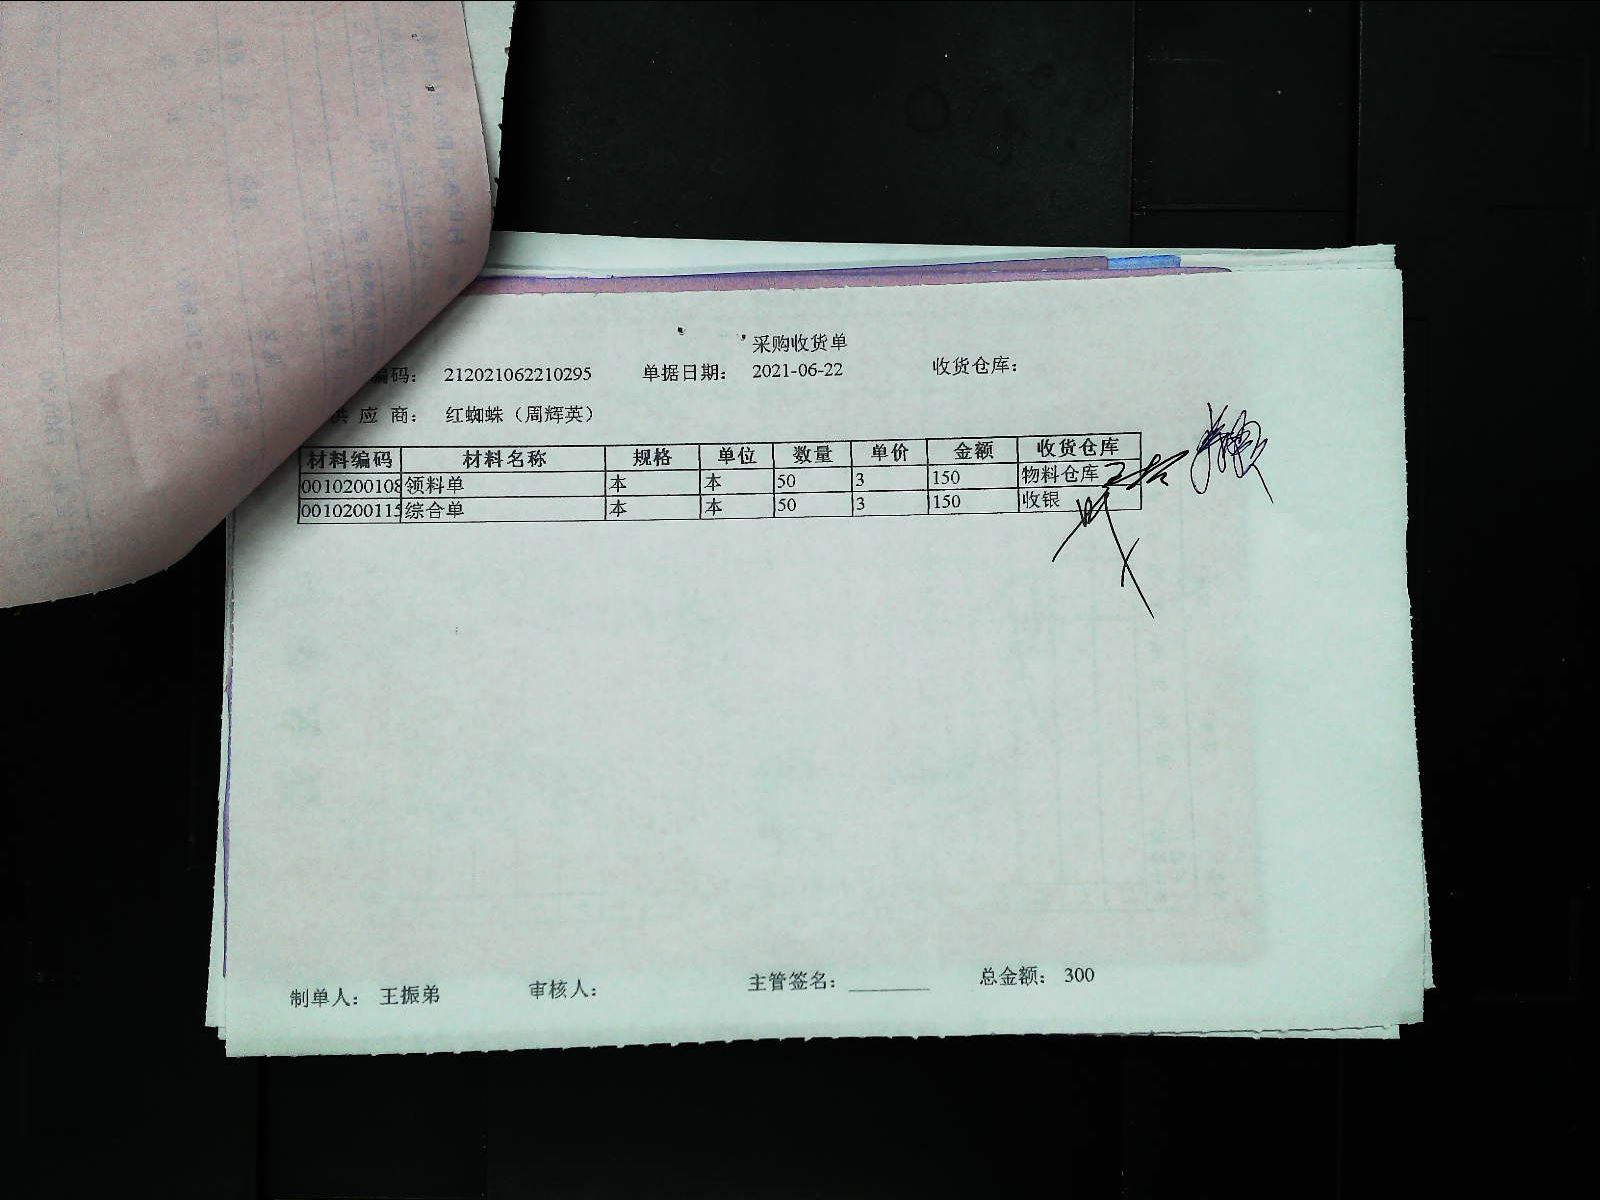 采购收货单
编码： 212021062210295 单据日期： 2021-06-22 收货仓库：
供 应 商： 红蜘蛛（周辉英）
材料编码 材料名称 规格 单位 数量 单价 金额 收货仓库
0010200108 领料单 本 本 50 3 150 物料仓库
0010200115 综合单 本 本 50 3 150 收银
制单人： 王振弟 审核人： 主管签名：________ 总金额： 300